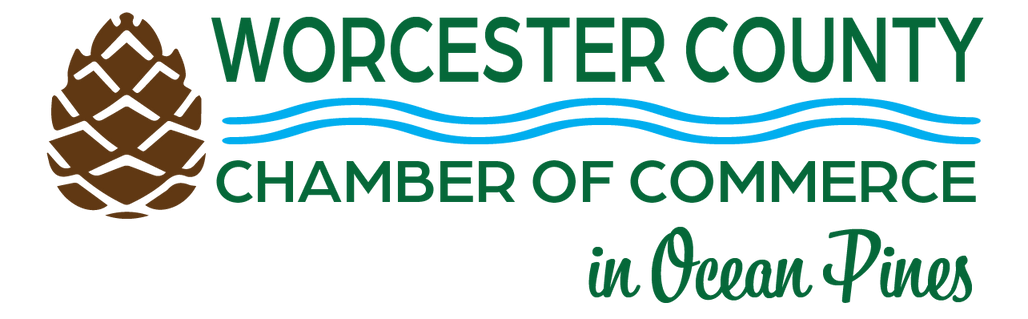 WORCESTER COUNTY
CHAMBER OF COMMERCE
in Ocean Pines